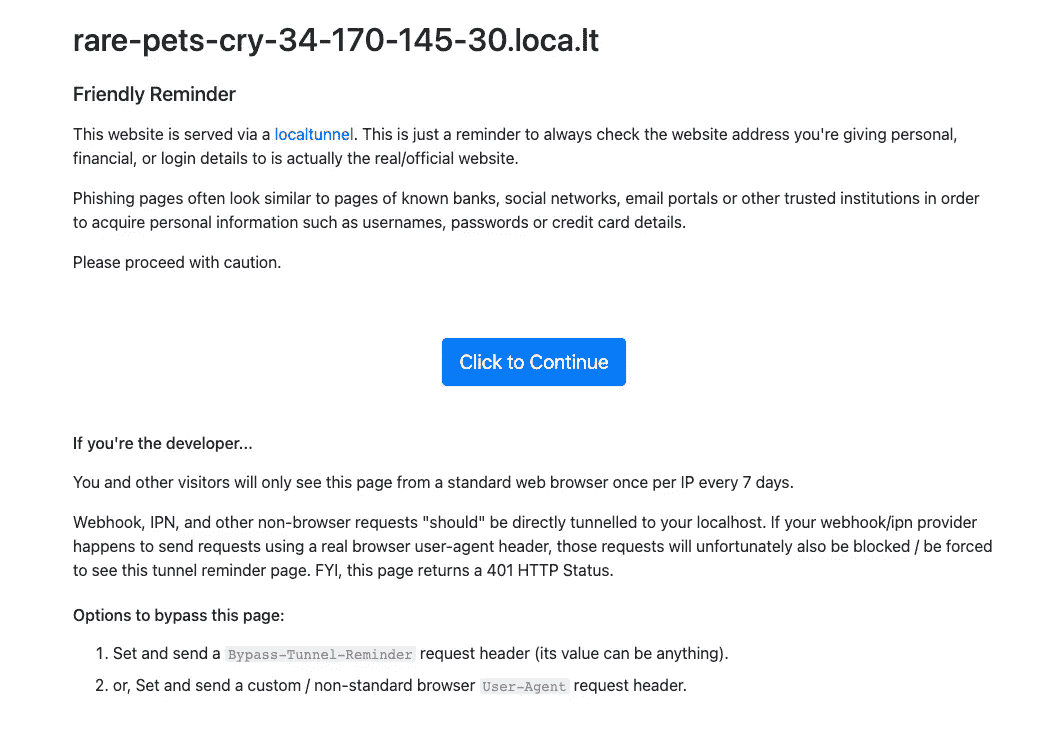 rare-pets-cry-34-170-145-30.loca.lt
Friendly Reminder
This website is served via a localtunnel. This is just a reminder to always check the website address you're giving personal,
financial, or login details to is actually the real/official website.
Phishing pages often look similar to pages of known banks, social networks, email portals or other trusted institutions in order
to acquire personal information such as usernames, passwords or credit card details.
Please proceed with caution.
Click to Continue
If you're the developer...
You and other visitors will only see this page from a standard web browser once per IP every 7 days.
Webhook, IPN, and other non-browser requests "should" be directly tunnelled to your localhost. If your webhook/ipn provider
happens to send requests using a real browser user-agent header, those requests will unfortunately also be blocked / be forced
to see this tunnel reminder page. FYI, this page returns a 401 HTTP Status.
Options to bypass this page:
1. Set and send a Bypass-Tunnel-Reminder request header (its value can be anything).
2. or, Set and send a custom / non-standard browser User-Agent request header.